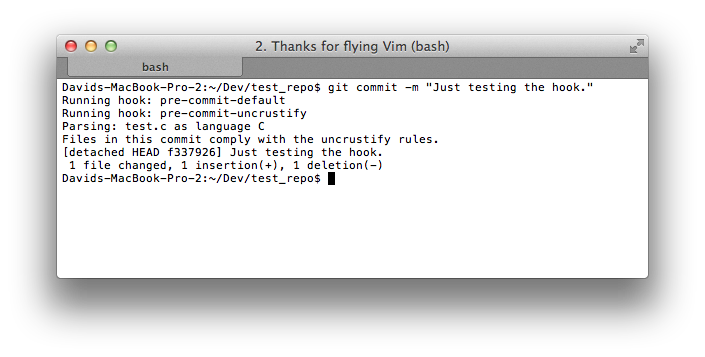 2. Thanks for flying Vim (bash)
bash
Davids-MacBook-Pro-2:~/Dev/test_repo$ git commit -m "Just testing the hook."
Running hook: pre-commit-default
Running hook: pre-commit-uncrustify
Parsing: test.c as language C
Files in this commit comply with the uncrustify rules.
[detached HEAD f337926] Just testing the hook.
 1 file changed, 1 insertion(+), 1 deletion(-)
Davids-MacBook-Pro-2:~/Dev/test_repo$